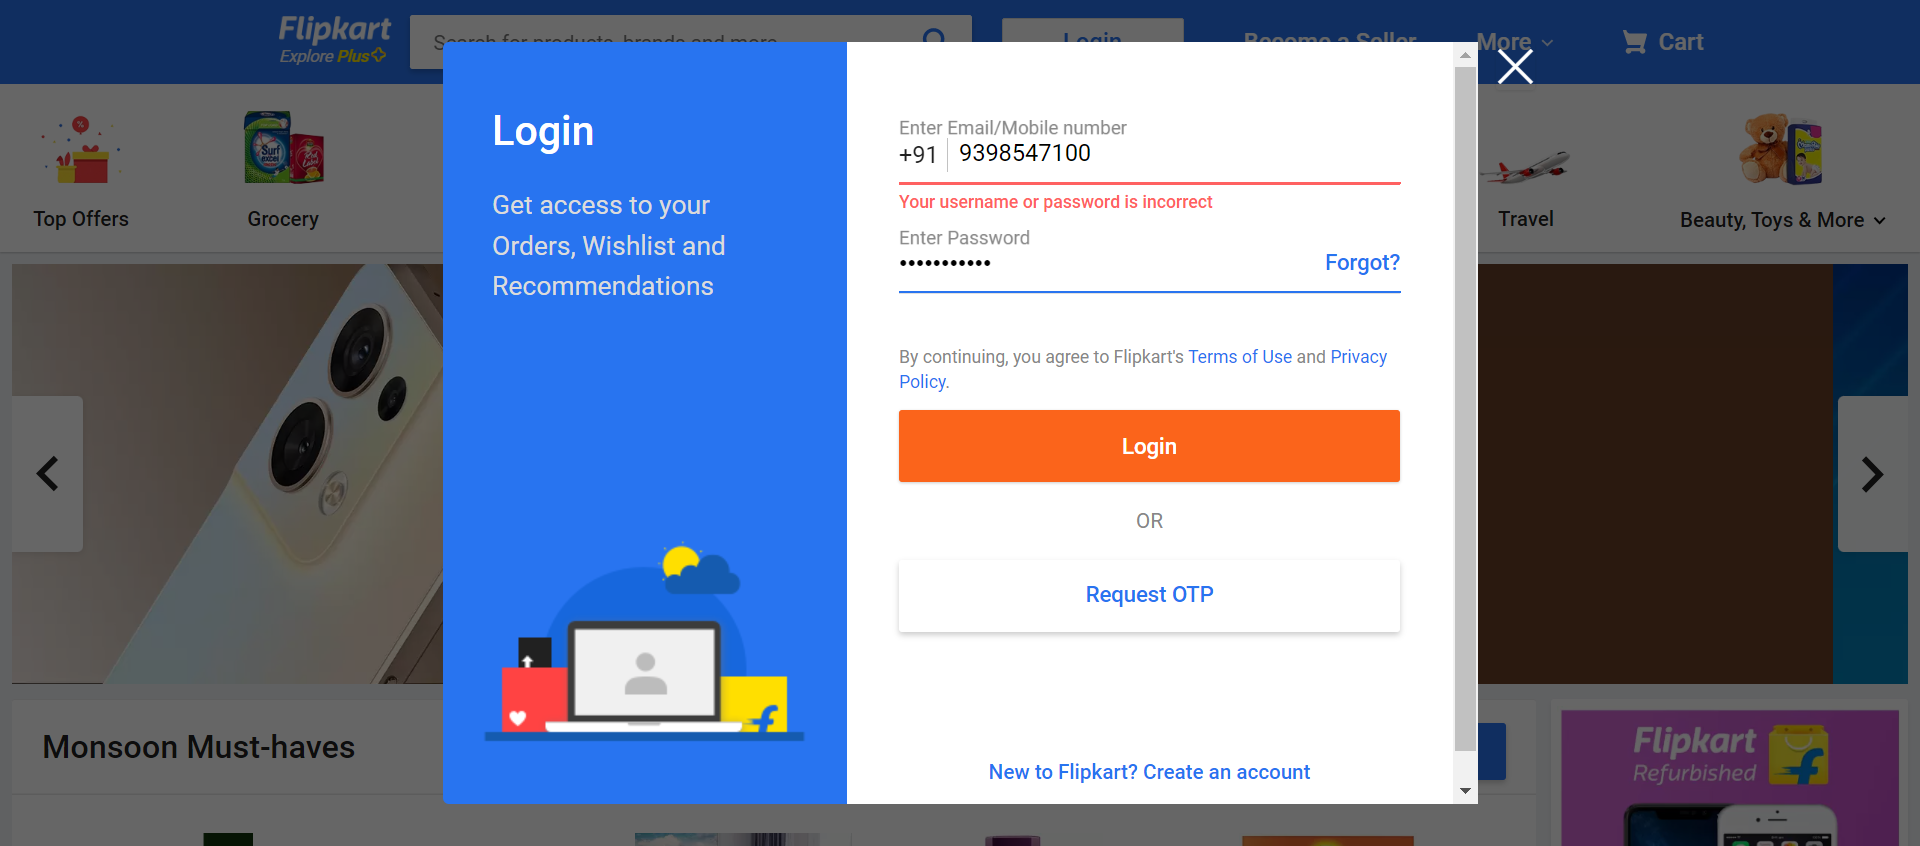 Flipkart
Explore Plus
Search for products, brands and more
Login
Become a Seller
More
Cart
Top Offers
Grocery
Travel
Beauty, Toys & More
Login
Get access to your
Orders, Wishlist and
Recommendations
Enter Email/Mobile number
+91 9398547100
Your username or password is incorrect
Enter Password
Forgot?
By continuing, you agree to Flipkart's Terms of Use and Privacy
Policy.
Login
OR
Request OTP
New to Flipkart? Create an account
Monsoon Must-haves
Flipkart
Refurbished